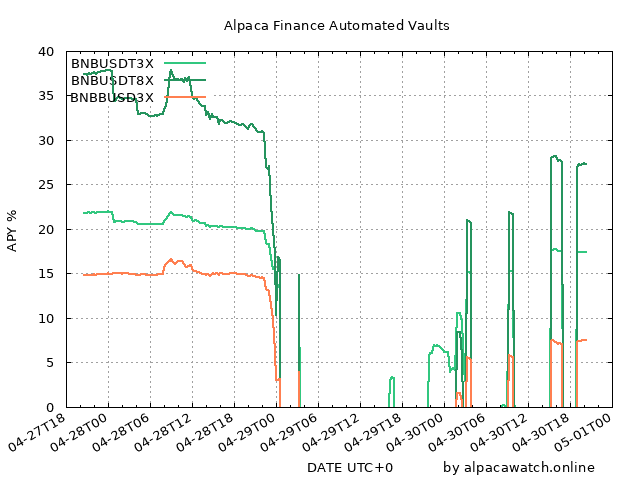 Alpaca Finance Automated Vaults
BNBUSDT3X
BNBUSDT8X
BNBBUSD3X
APY %
40
35
30
25
20
15
10
5
0
04-27T18
04-28T00
04-28T06
04-28T12
04-28T18
04-29T00
04-29T06
04-29T12
04-29T18
04-30T00
04-30T06
04-30T12
04-30T18
05-01T00
DATE UTC+0
by alpacawatch.online